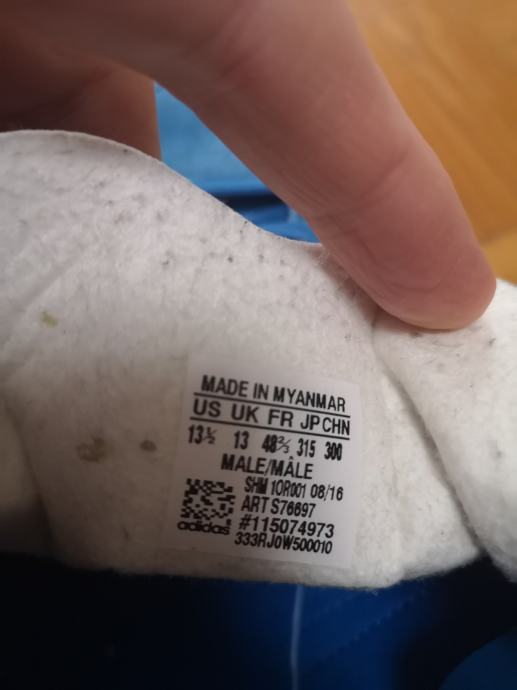 MADE IN MYANMAR
US UK FR JP CHN
13½ 13 48⅔ 315 300
MALE/MÂLE
SHM 1OR001 08/16
ART S76697
adidas #115074973
333RJ0W500010